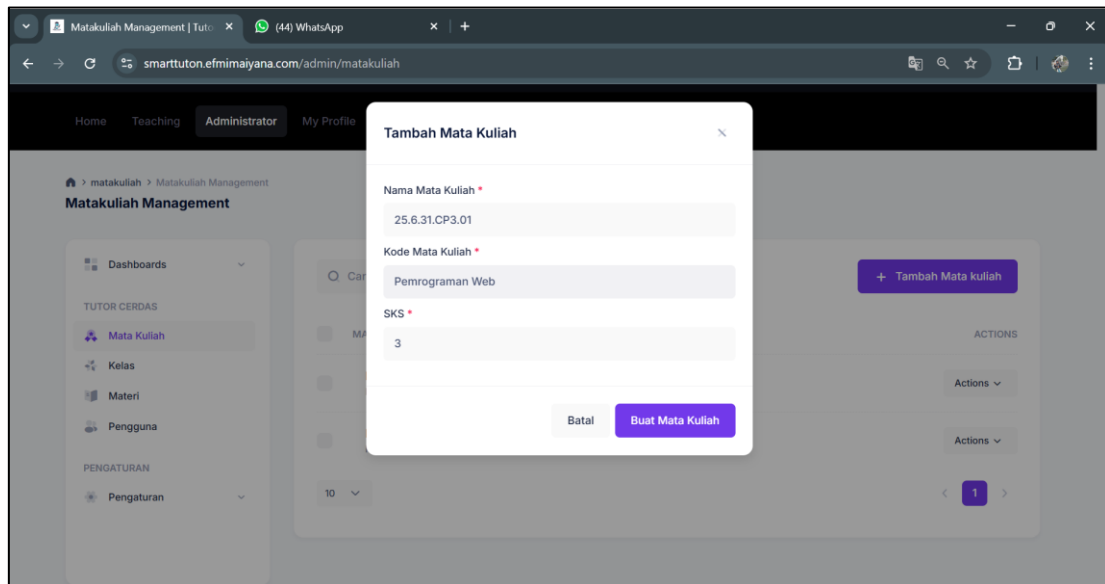 Matakuliah Management | Tuto
(44) WhatsApp
smarttuton.efmimaiyana.com/admin/matakuliah
Home Teaching Administrator My Profile
Tambah Mata Kuliah
matakuliah > Matakuliah Management
Matakuliah Management
Nama Mata Kuliah *
25.6.31.CP3.01
Kode Mata Kuliah *
Pemrograman Web
SKS *
3
Batal Buat Mata Kuliah
Dashboards
TUTOR CERDAS
Mata Kuliah
Kelas
Materi
Pengguna
PENGATURAN
Pengaturan
Car
+ Tambah Mata kuliah
MA
ACTIONS
Actions
Actions
10
1